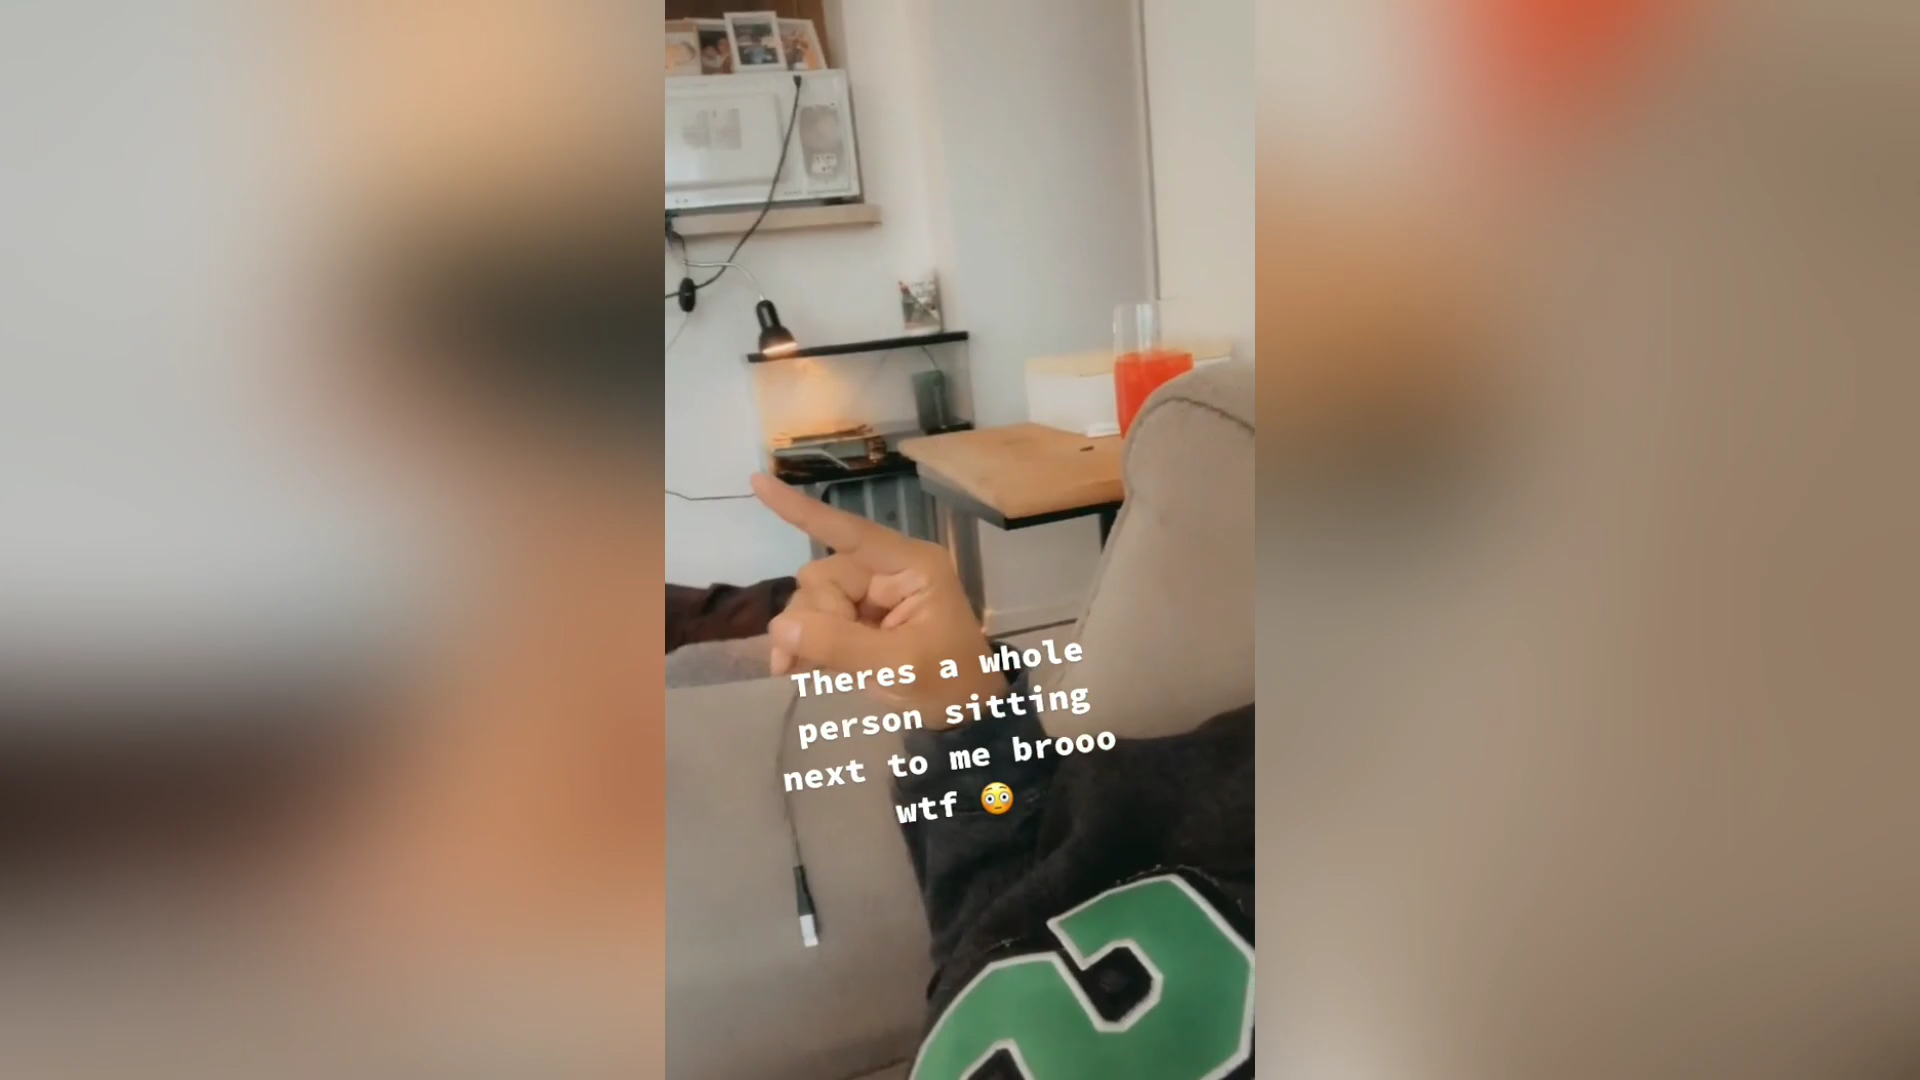 Theres a whole
person sitting
next to me brooo
wtf 😳